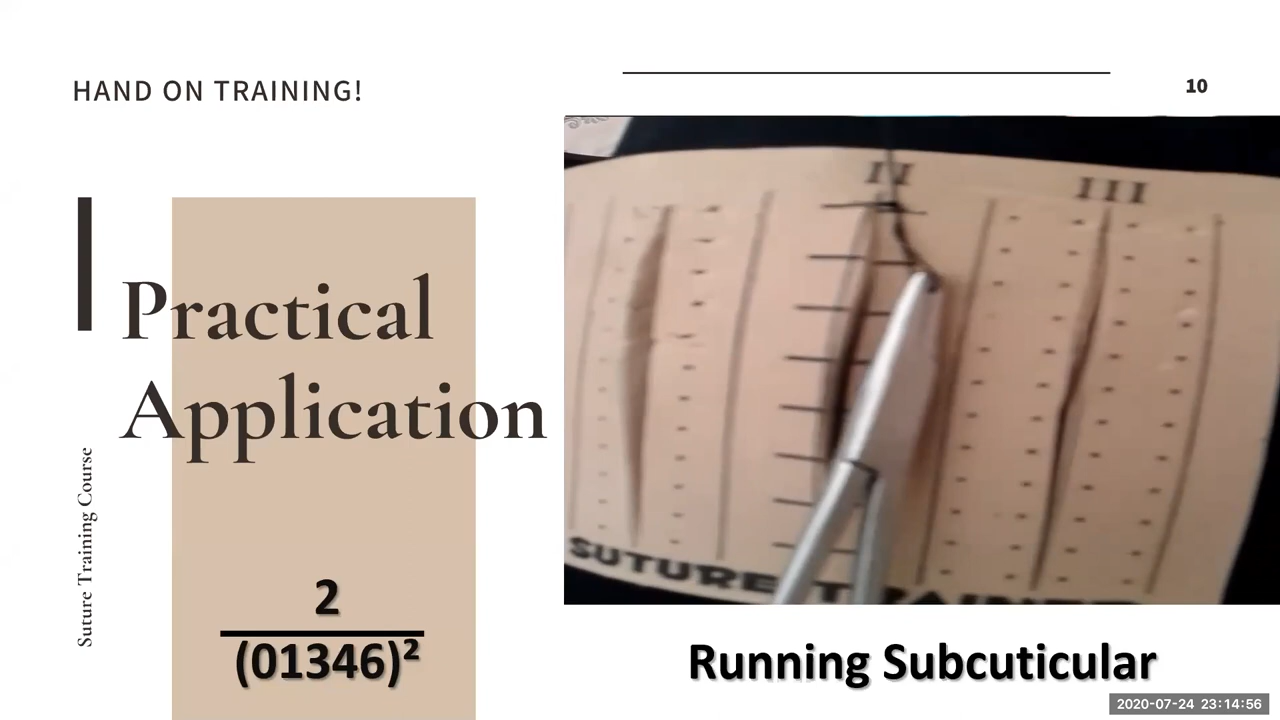 HAND ON TRAINING!
10
Practical
Application
Suture Training Course
2
(01346)²
II
III
SUTURE TRAINER
Running Subcuticular
2020-07-24 23:14:56